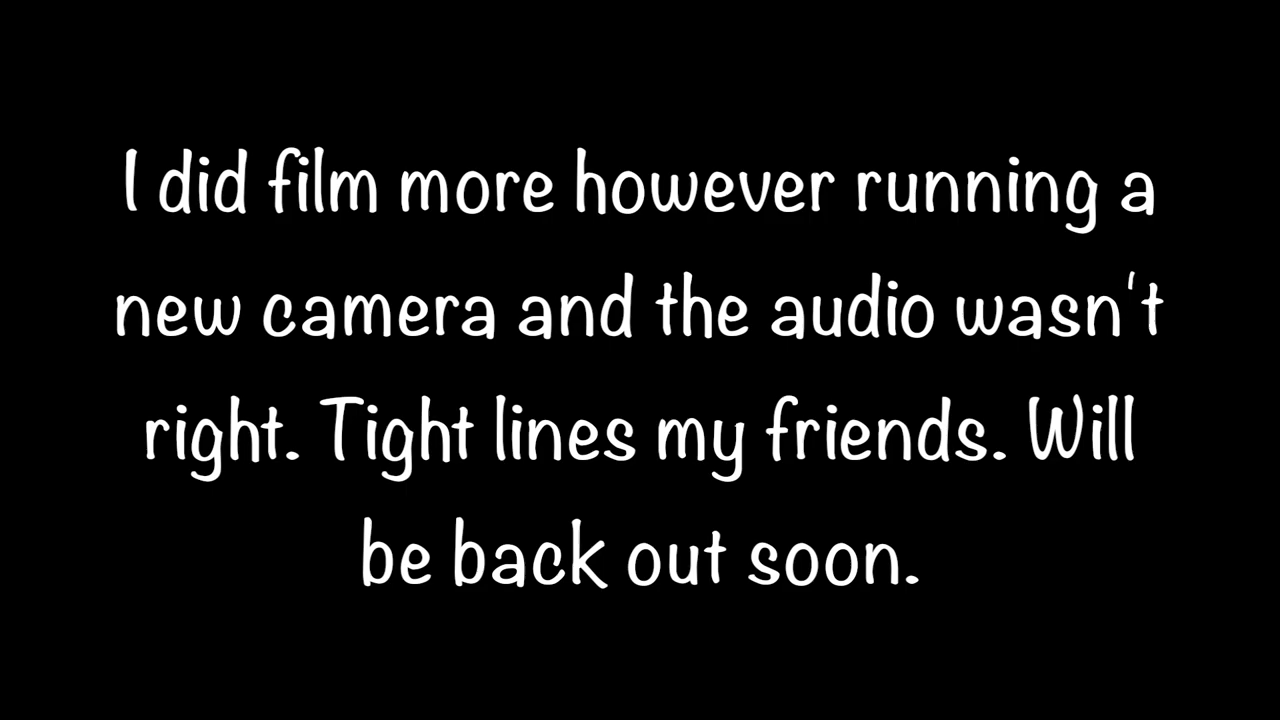 I did film more however running a
new camera and the audio wasn't
right. Tight lines my friends. Will
be back out soon.